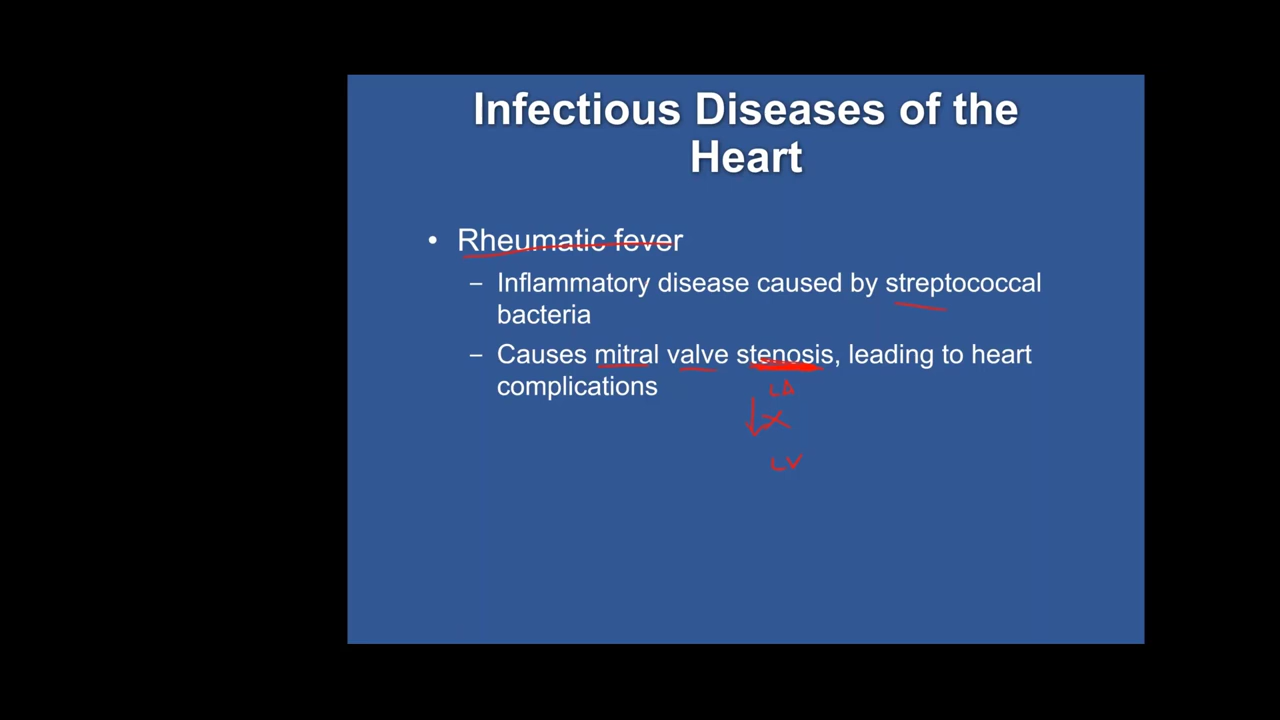 Infectious Diseases of the
Heart
• Rheumatic fever
– Inflammatory disease caused by streptococcal
bacteria
– Causes mitral valve stenosis, leading to heart
complications
LA
LV